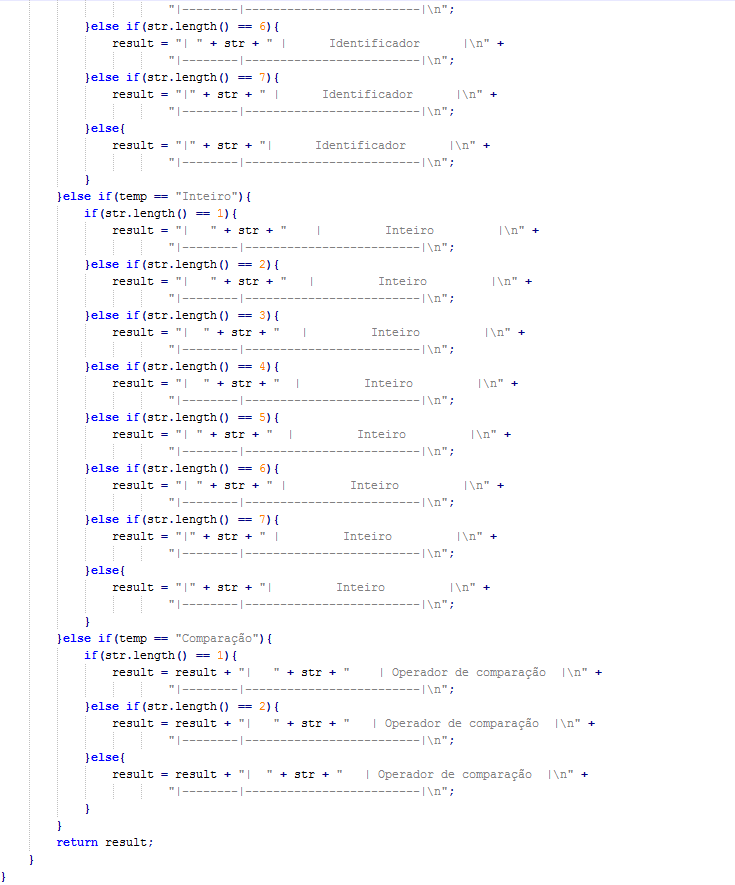 "|--------|-------------------------|\n";
}else if(str.length() == 6){
result = "| " + str + " |      Identificador      |\n" +
"|--------|-------------------------|\n";
}else if(str.length() == 7){
result = "|" + str + " |      Identificador      |\n" +
"|--------|-------------------------|\n";
}else{
result = "|" + str + "|      Identificador      |\n" +
"|--------|-------------------------|\n";
}
}else if(temp == "Inteiro"){
if(str.length() == 1){
result = "|   " + str + "    |         Inteiro         |\n" +
"|--------|-------------------------|\n";
}else if(str.length() == 2){
result = "|   " + str + "   |         Inteiro         |\n" +
"|--------|-------------------------|\n";
}else if(str.length() == 3){
result = "|  " + str + "   |         Inteiro         |\n" +
"|--------|-------------------------|\n";
}else if(str.length() == 4){
result = "|  " + str + "  |         Inteiro         |\n" +
"|--------|-------------------------|\n";
}else if(str.length() == 5){
result = "| " + str + "  |         Inteiro         |\n" +
"|--------|-------------------------|\n";
}else if(str.length() == 6){
result = "| " + str + " |         Inteiro         |\n" +
"|--------|-------------------------|\n";
}else if(str.length() == 7){
result = "|" + str + " |         Inteiro         |\n" +
"|--------|-------------------------|\n";
}else{
result = "|" + str + "|         Inteiro         |\n" +
"|--------|-------------------------|\n";
}
}else if(temp == "Comparação"){
if(str.length() == 1){
result = result + "|   " + str + "    | Operador de comparação  |\n" +
"|--------|-------------------------|\n";
}else if(str.length() == 2){
result = result + "|   " + str + "   | Operador de comparação  |\n" +
"|--------|-------------------------|\n";
}else{
result = result + "|  " + str + "   | Operador de comparação  |\n" +
"|--------|-------------------------|\n";
}
}
return result;
}
}